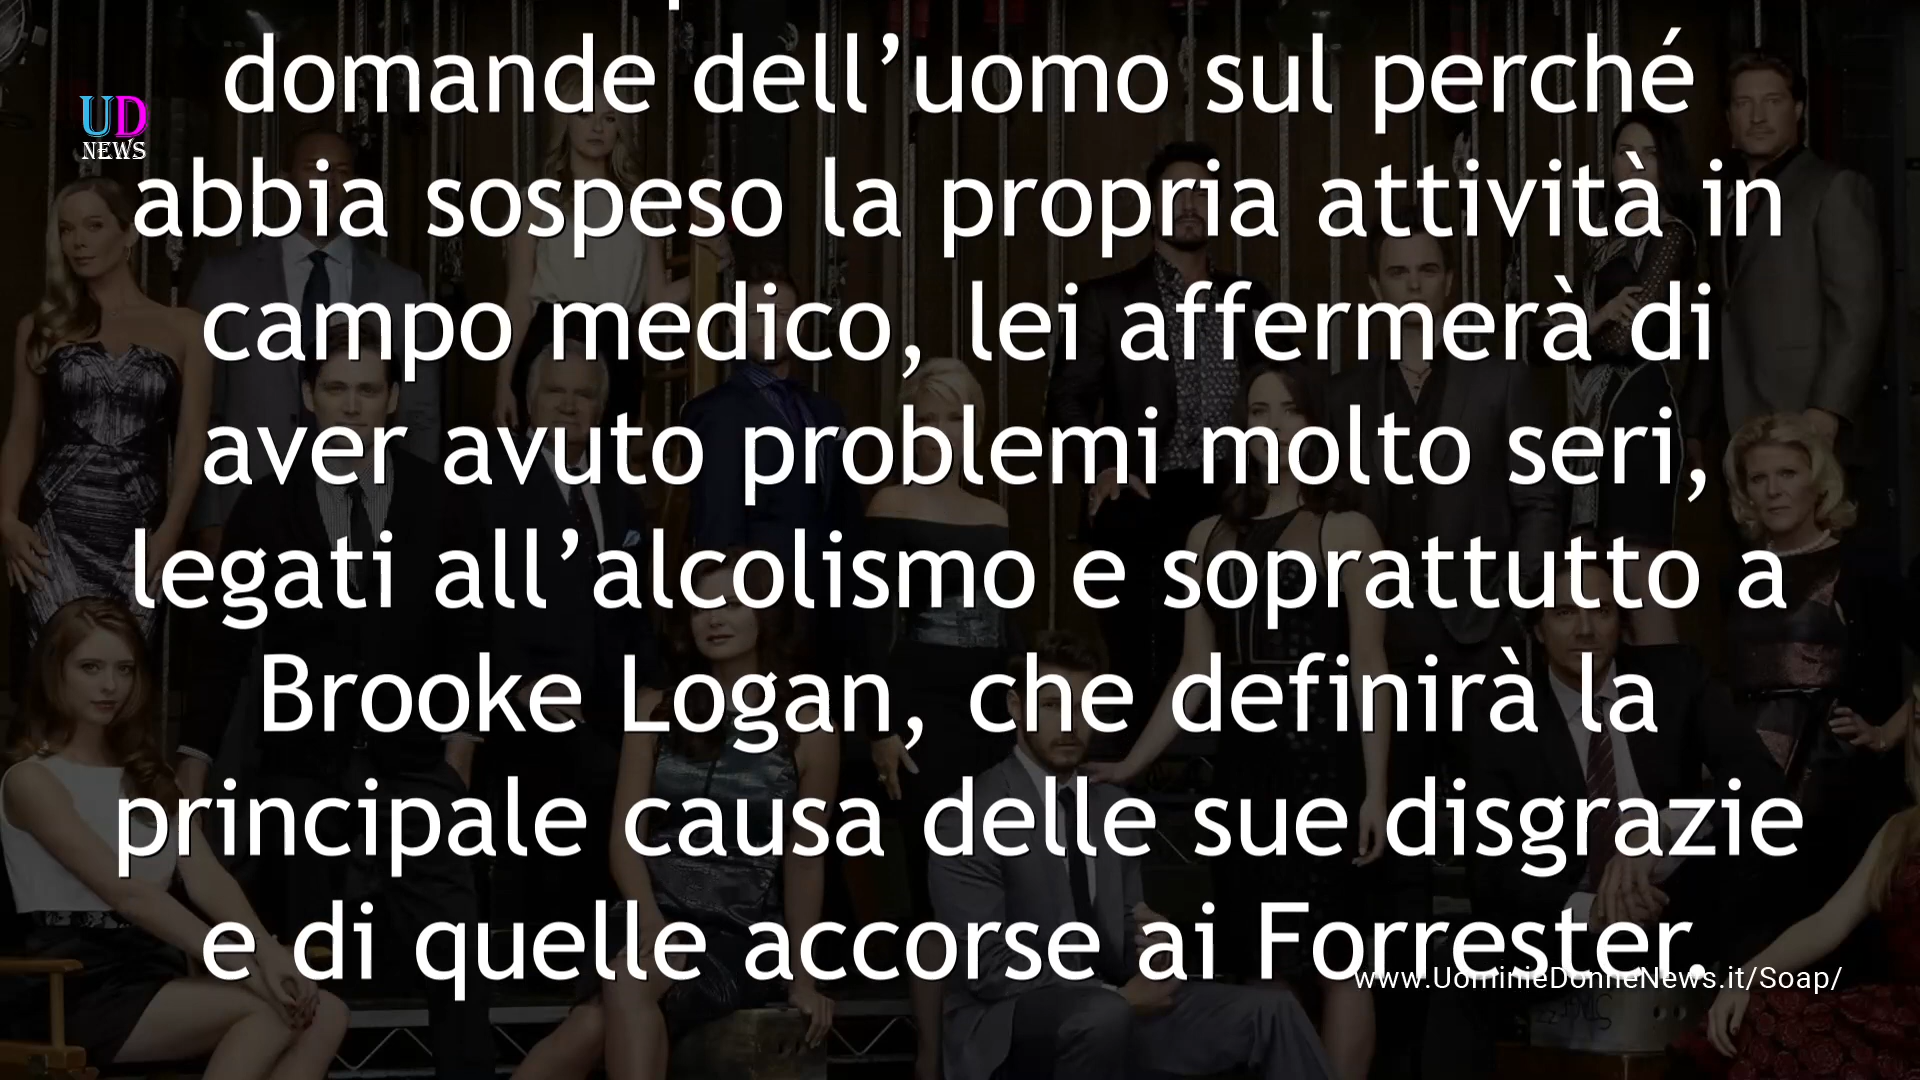 domande dell’uomo sul perché
UD
NEWS
abbia sospeso la propria attività in
campo medico, lei affermerà di
aver avuto problemi molto seri,
legati all’alcolismo e soprattutto a
Brooke Logan, che definirà la
principale causa delle sue disgrazie
e di quelle accorse ai Forrester.
www.UominieDonneNews.it/Soap/